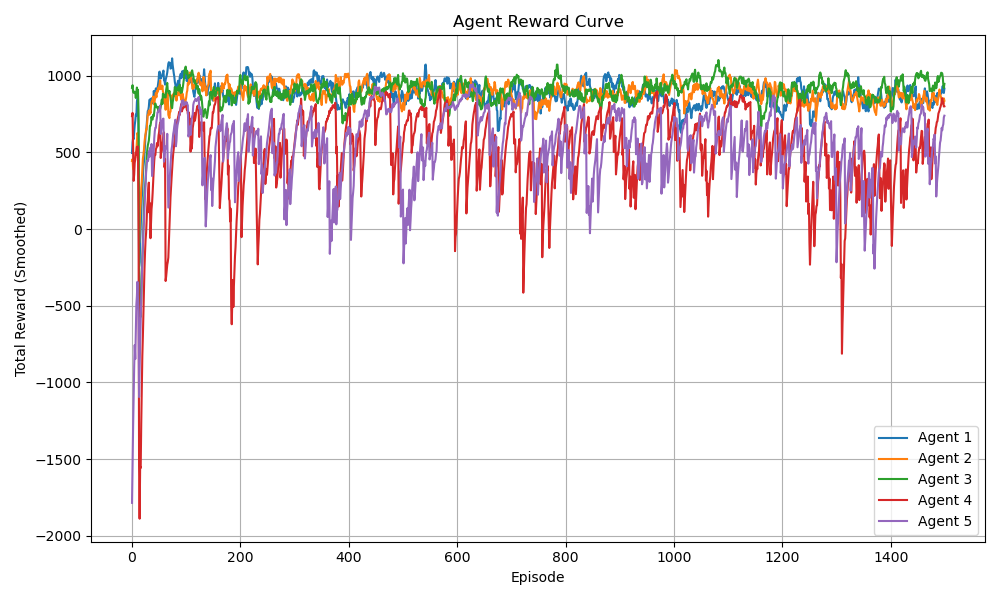 Agent Reward Curve
Total Reward (Smoothed)
1000
500
0
−500
−1000
−1500
−2000
0 200 400 600 800 1000 1200 1400
Episode
Agent 1
Agent 2
Agent 3
Agent 4
Agent 5